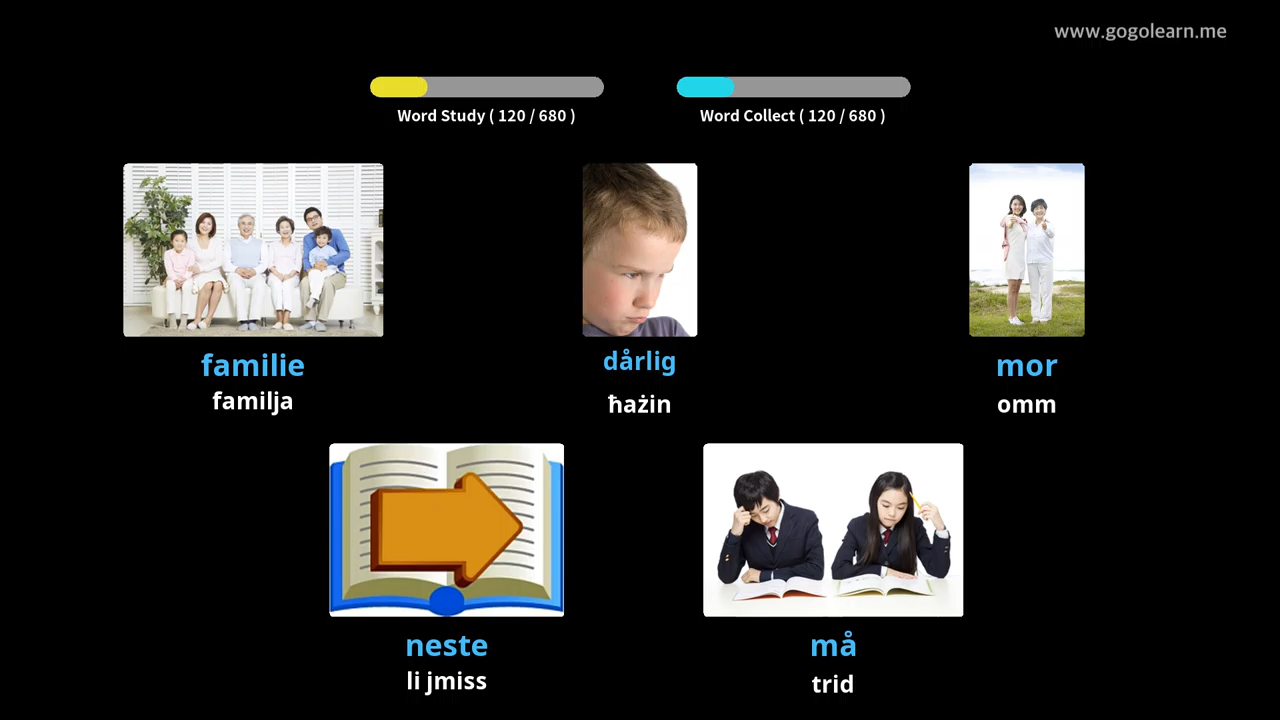 www.gogolearn.me
Word Study ( 120 / 680 )
Word Collect ( 120 / 680 )
familie
familja
dårlig
ħażin
mor
omm
neste
li jmiss
må
trid